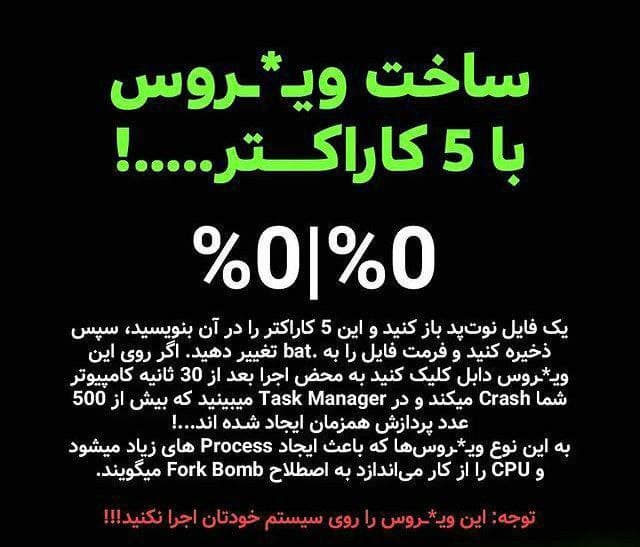 ساخت ویـ*ـروس
با 5 کاراکـــتر.....!
%0|%0
یک فایل نوت‌پد باز کنید و این 5 کاراکتر را در آن بنویسید، سپس
ذخیره کنید و فرمت فایل را به .bat تغییر دهید. اگر روی این
ویـ*ـروس دابل کلیک کنید به محض اجرا بعد از 30 ثانیه کامپیوتر
شما Crash میکند و در Task Manager میبینید که بیش از 500
عدد پردازش همزمان ایجاد شده اند...!
به این نوع ویـ*ـروس‌ها که باعث ایجاد Process های زیاد میشود
و CPU را از کار می‌اندازد به اصطلاح Fork Bomb میگویند.
توجه: این ویـ*ـروس را روی سیستم خودتان اجرا نکنید!!!